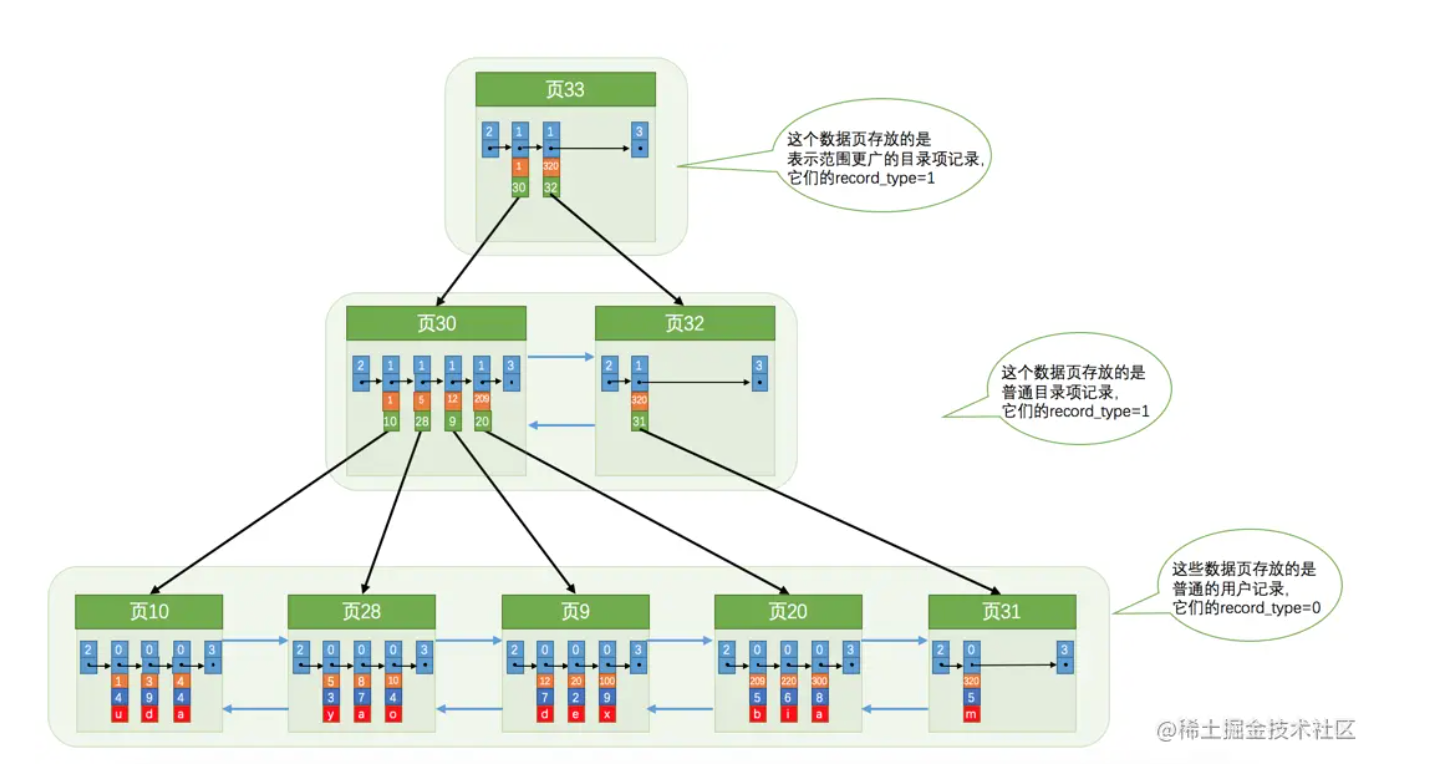 页33
2 1 1 3
1 320
30 32
这个数据页存放的是
表示范围更广的目录项记录,
它们的record_type=1
页30
2 1 1 1 1 3
1 5 12 209
10 28 9 20
页32
2 1 3
320
31
这个数据页存放的是
普通目录项记录,
它们的record_type=1
这些数据页存放的是
普通的用户记录,
它们的record_type=0
页10
2 0 0 0 3
1 3 4
4 9 4
u d a
页28
2 0 0 0 3
5 8 10
3 7 4
y a o
页9
2 0 0 0 3
12 20 100
7 2 9
d e x
页20
2 0 0 0 3
209 220 300
5 6 8
b i a
页31
2 0 3
320
5
m
@稀土掘金技术社区